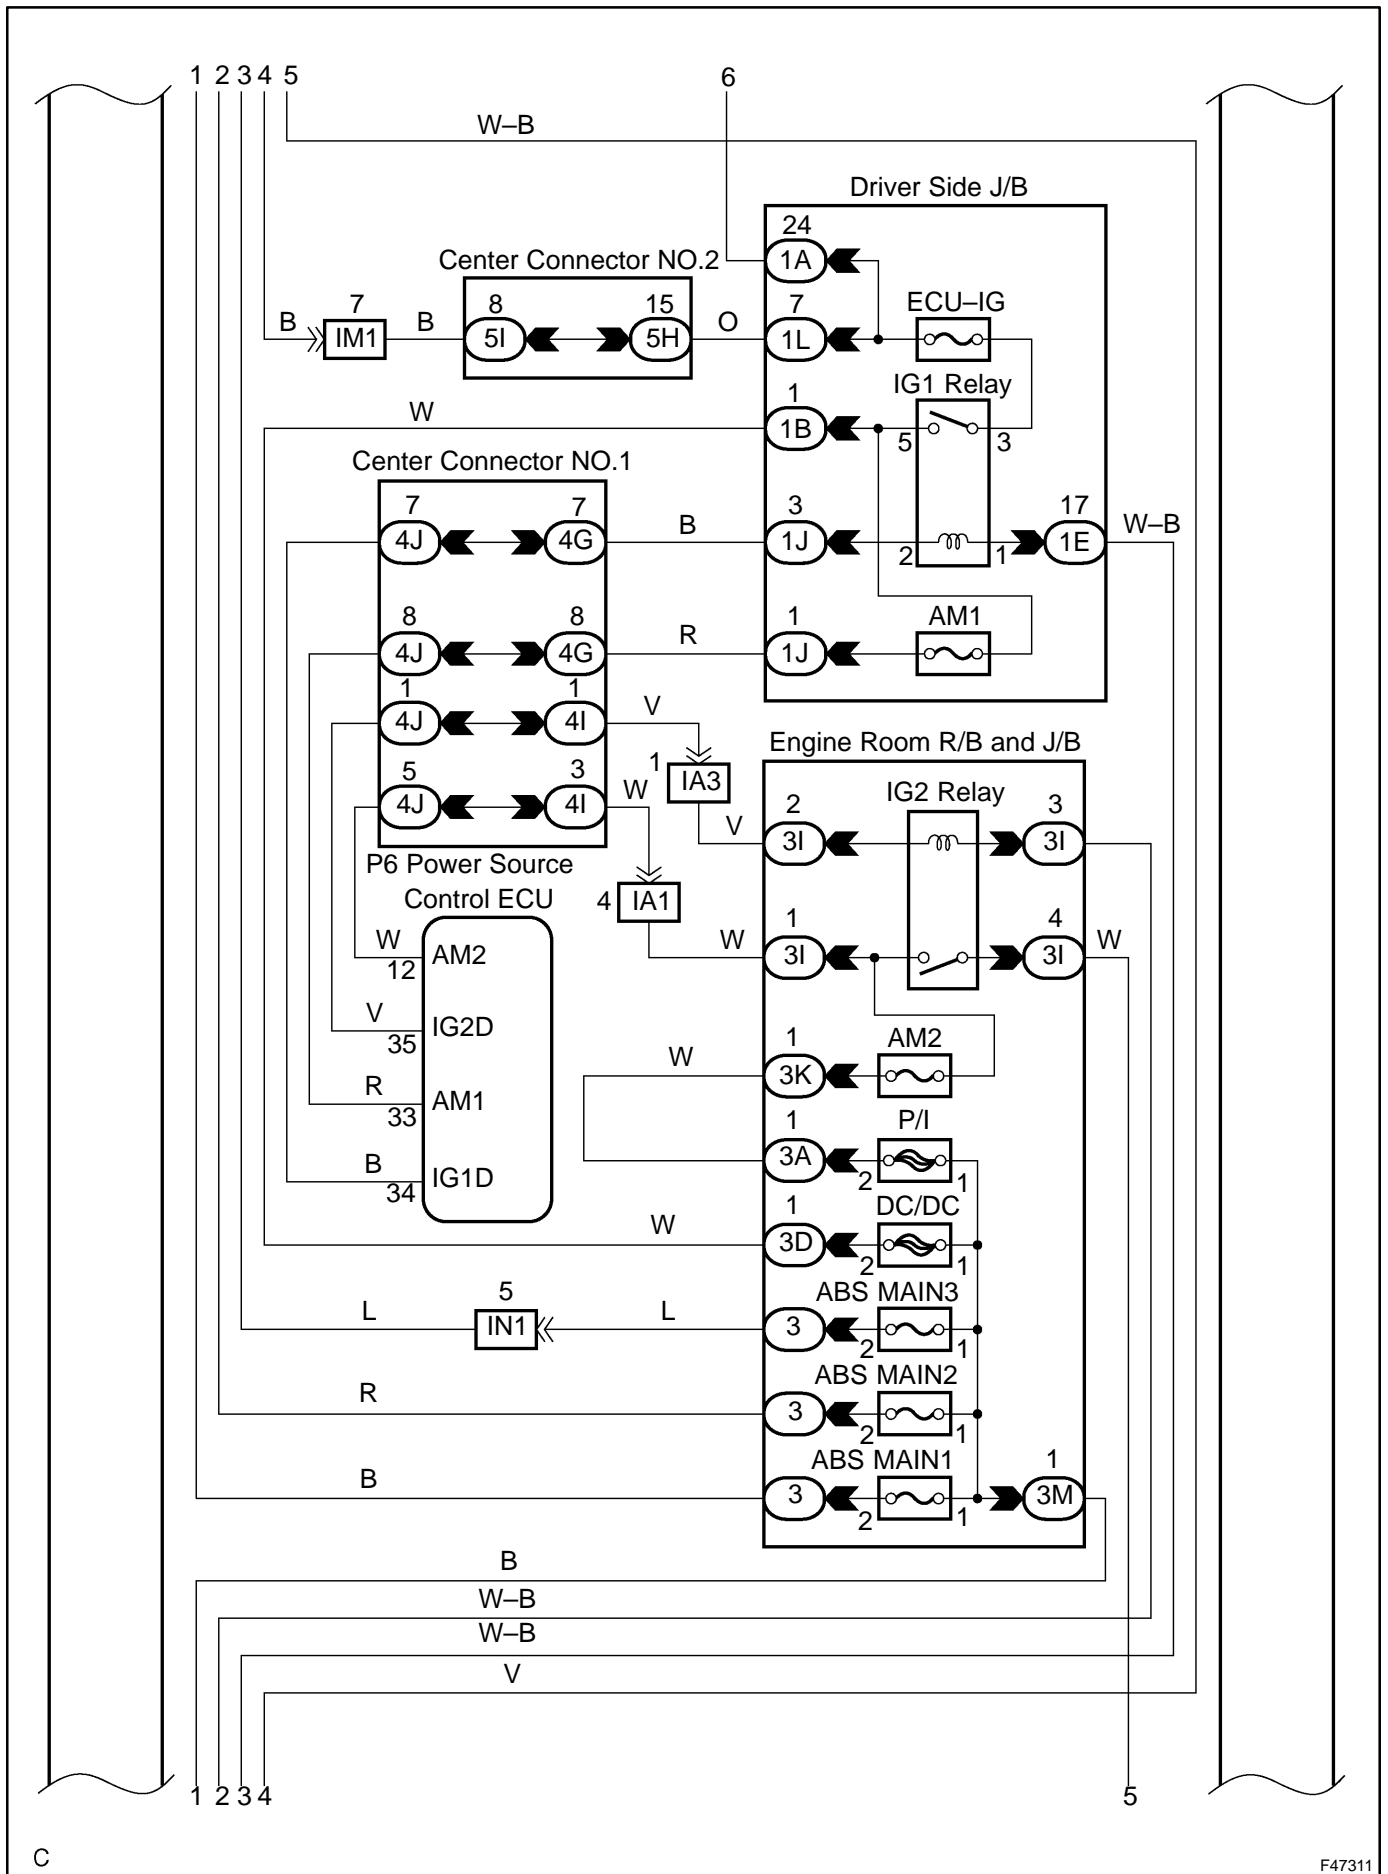 1 2 3 4 5 6
W–B
Driver Side J/B
24
1A
Center Connector NO.2
7 8 15 7 ECU–IG
B IM1 B 5I 5H O 1L
IG1 Relay
W 1 1B 5 3
Center Connector NO.1
7 7 3 17
4J 4G B 1J 2 1 1E W–B
8 8 R 1 AM1
4J 4G 1J
1 1 V
4J 4I
Engine Room R/B and J/B
5 3 W 1 IA3 IG2 Relay
4J 4I 2 3
V 3I 3I
P6 Power Source
Control ECU
4 IA1
1 4
W 3I 3I W
W 12 AM2
V 35 IG2D
1 AM2
W 3K
R 33 AM1
1 P/I
3A 2 1
B 34 IG1D
1 DC/DC
W 3D 2 1
5 ABS MAIN3
L IN1 L 3 2 1
ABS MAIN2
R 3 2 1
ABS MAIN1 1
B 3 2 1 3M
B
W–B
W–B
V
1 2 3 4 5
C F47311